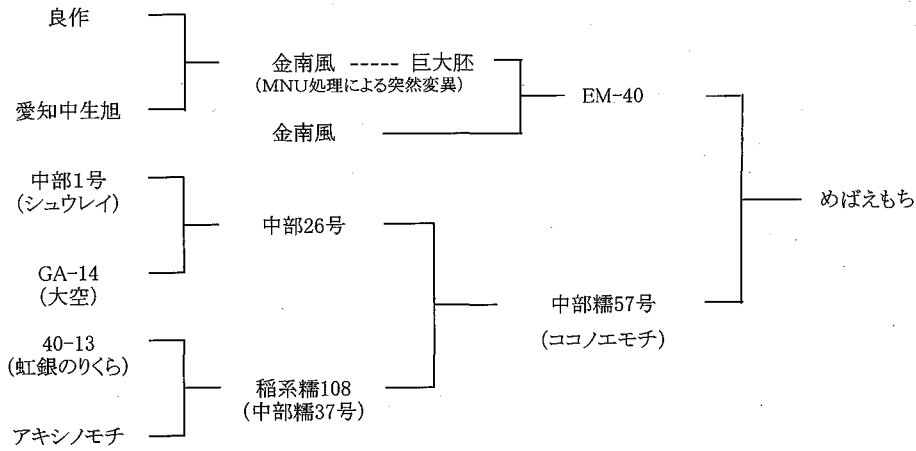 良作
愛知中生旭
金南風 ----- 巨大胚
(MNU処理による突然変異)
金南風
EM-40
中部1号
(シュウレイ)
GA-14
(大空)
中部26号
40-13
(虹銀のりくら)
アキシノモチ
稲系糯108
(中部糯37号)
中部糯57号
(ココノエモチ)
めばえもち